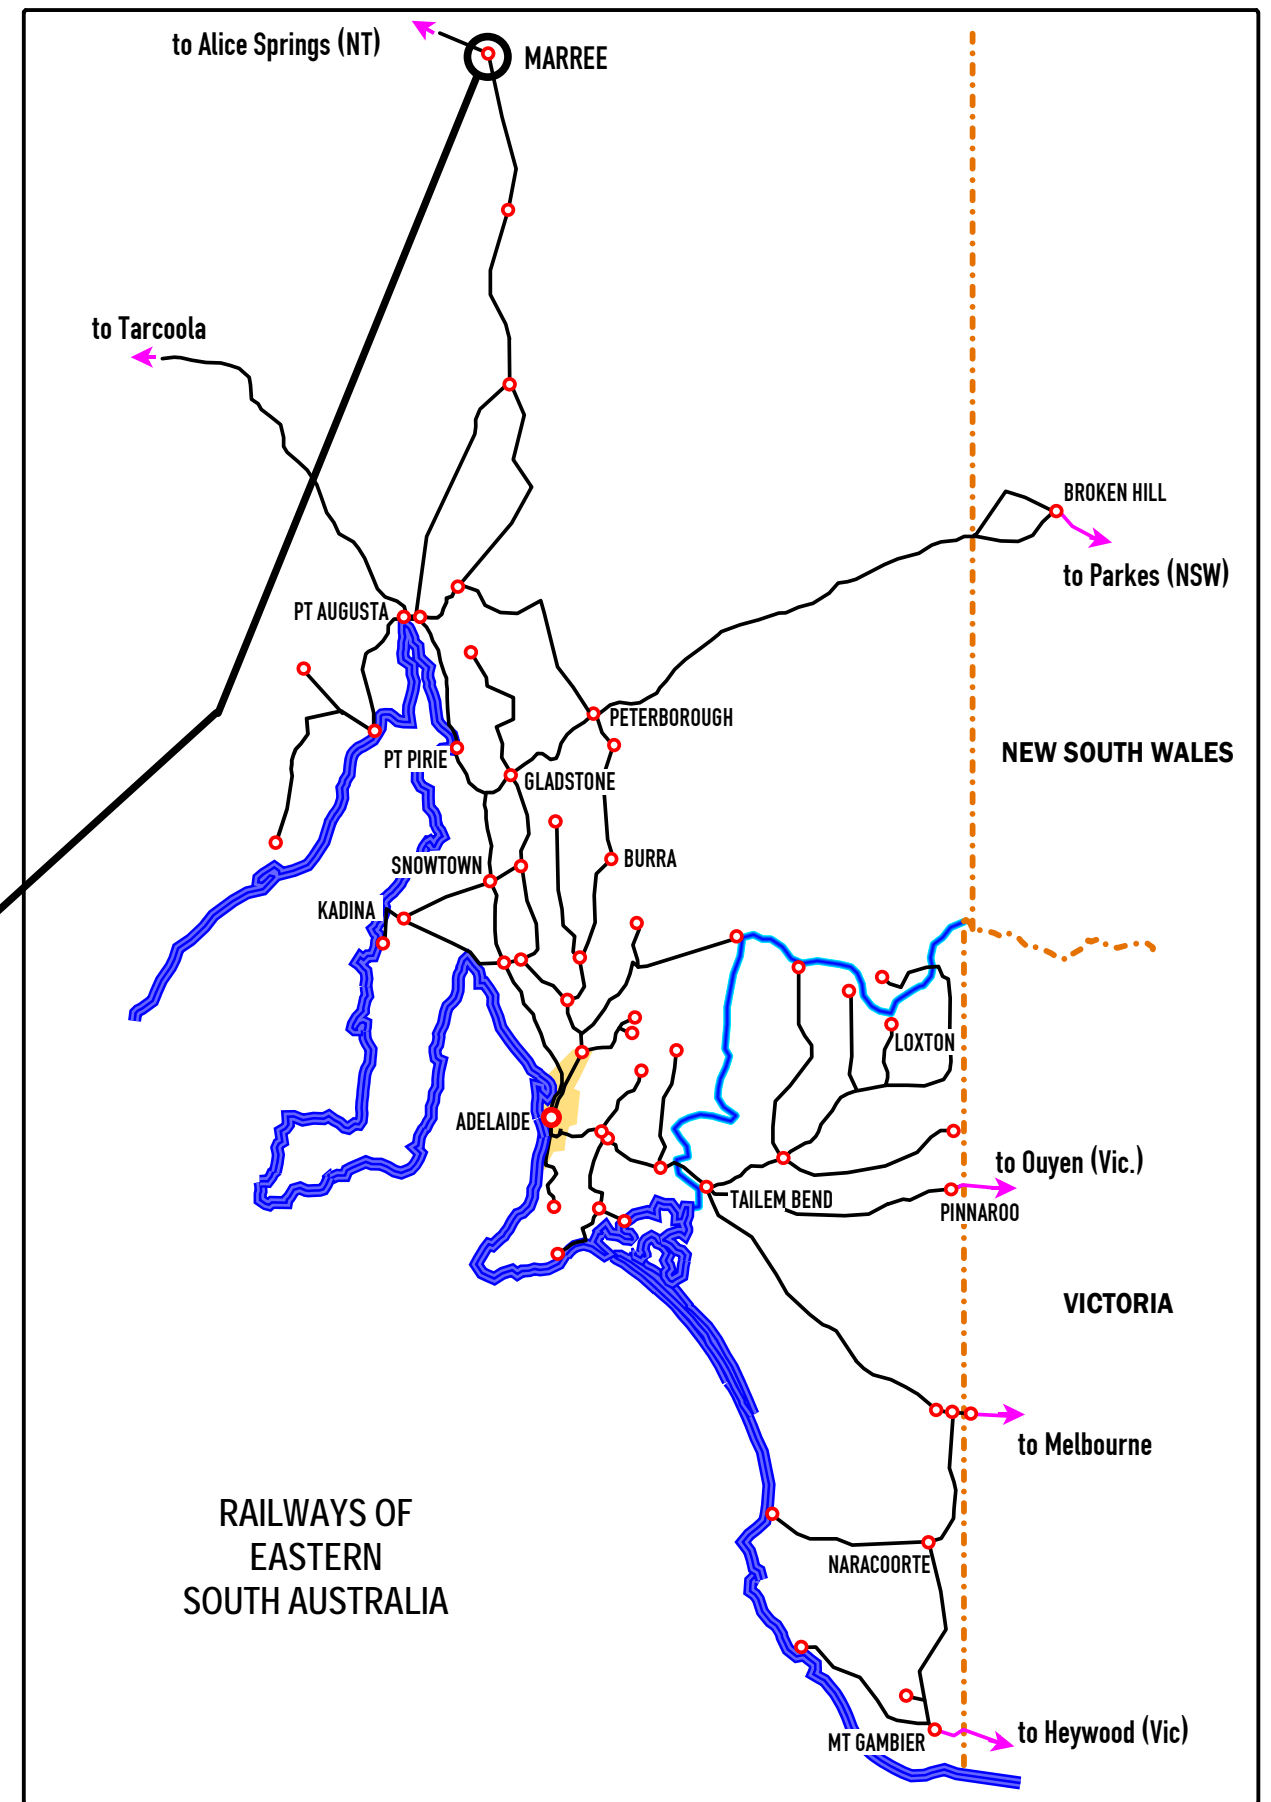 to Alice Springs (NT)
MARREE
to Tarcoola
BROKEN HILL
to Parkes (NSW)
PT AUGUSTA
PETERBOROUGH
NEW SOUTH WALES
PT PIRIE
GLADSTONE
SNOWTOWN
BURRA
KADINA
LOXTON
ADELAIDE
to Ouyen (Vic.)
TAILEM BEND
PINNAROO
VICTORIA
to Melbourne
RAILWAYS OF
EASTERN
SOUTH AUSTRALIA
NARACOORTE
MT GAMBIER
to Heywood (Vic)